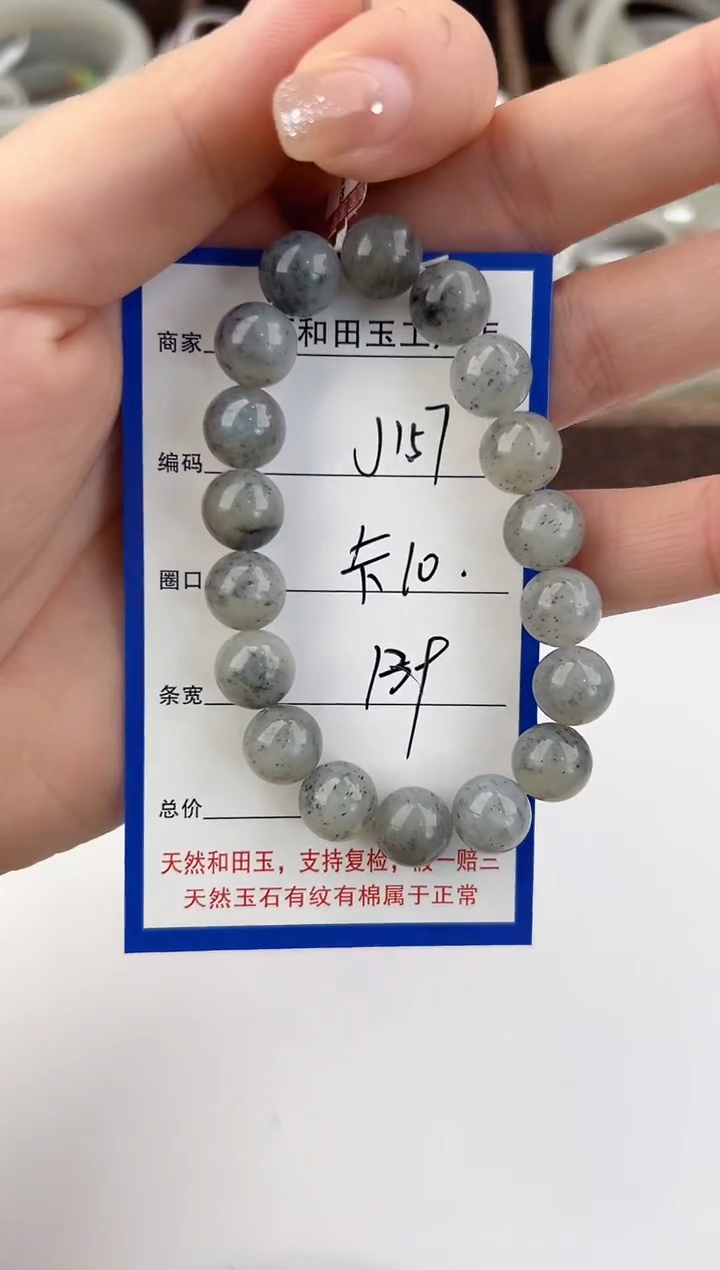 商家 和田玉工
编码 J157
圈口 卡10.
条宽 139
总价
天然和田玉，支持复检，假一赔三
天然玉石有纹有棉属于正常